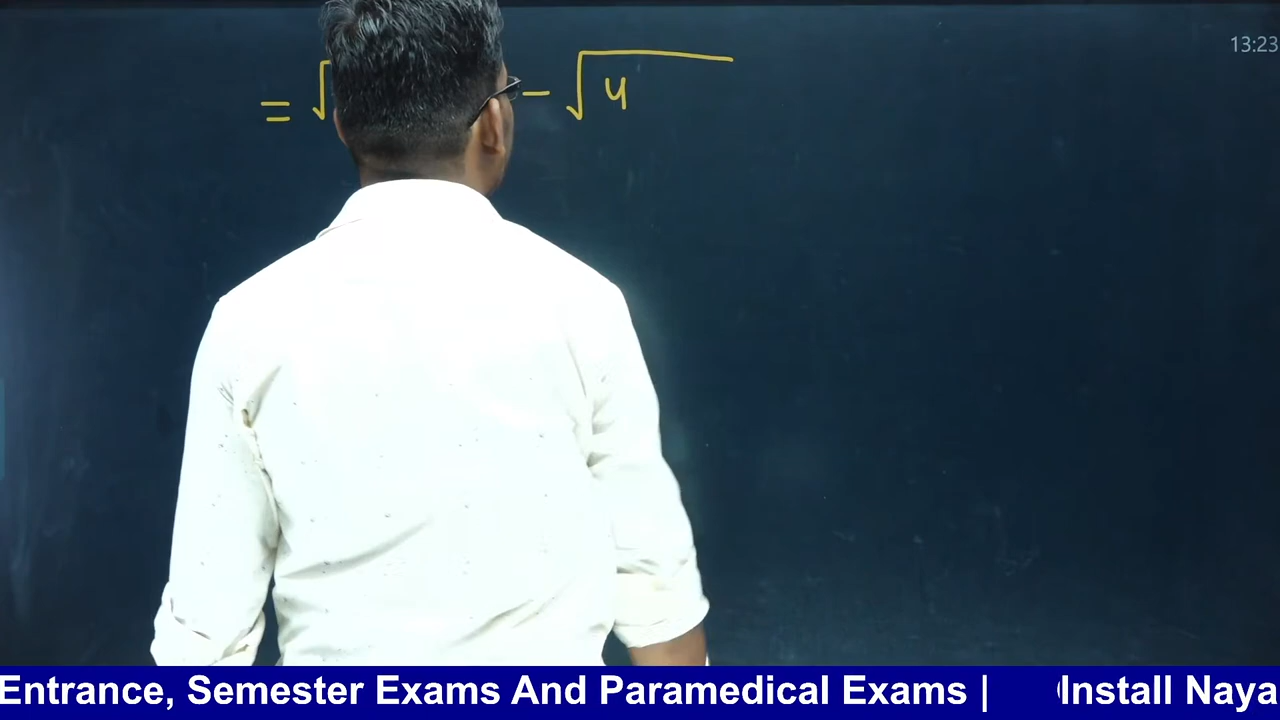 = √ - √4
13:23
Entrance, Semester Exams And Paramedical Exams | Install Naya